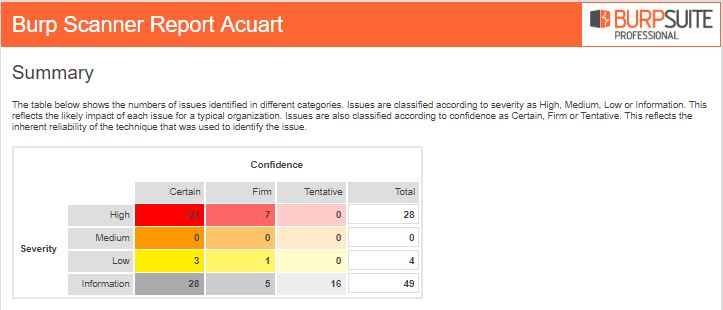 Burp Scanner Report Acuart
BURPSUITE
PROFESSIONAL
Summary
The table below shows the numbers of issues identified in different categories. Issues are classified according to severity as High, Medium, Low or Information. This
reflects the likely impact of each issue for a typical organization. Issues are also classified according to confidence as Certain, Firm or Tentative. This reflects the
inherent reliability of the technique that was used to identify the issue.
Confidence
Certain Firm Tentative Total
High 21 7 0 28
Medium 0 0 0 0
Severity
Low 3 1 0 4
Information 28 5 16 49